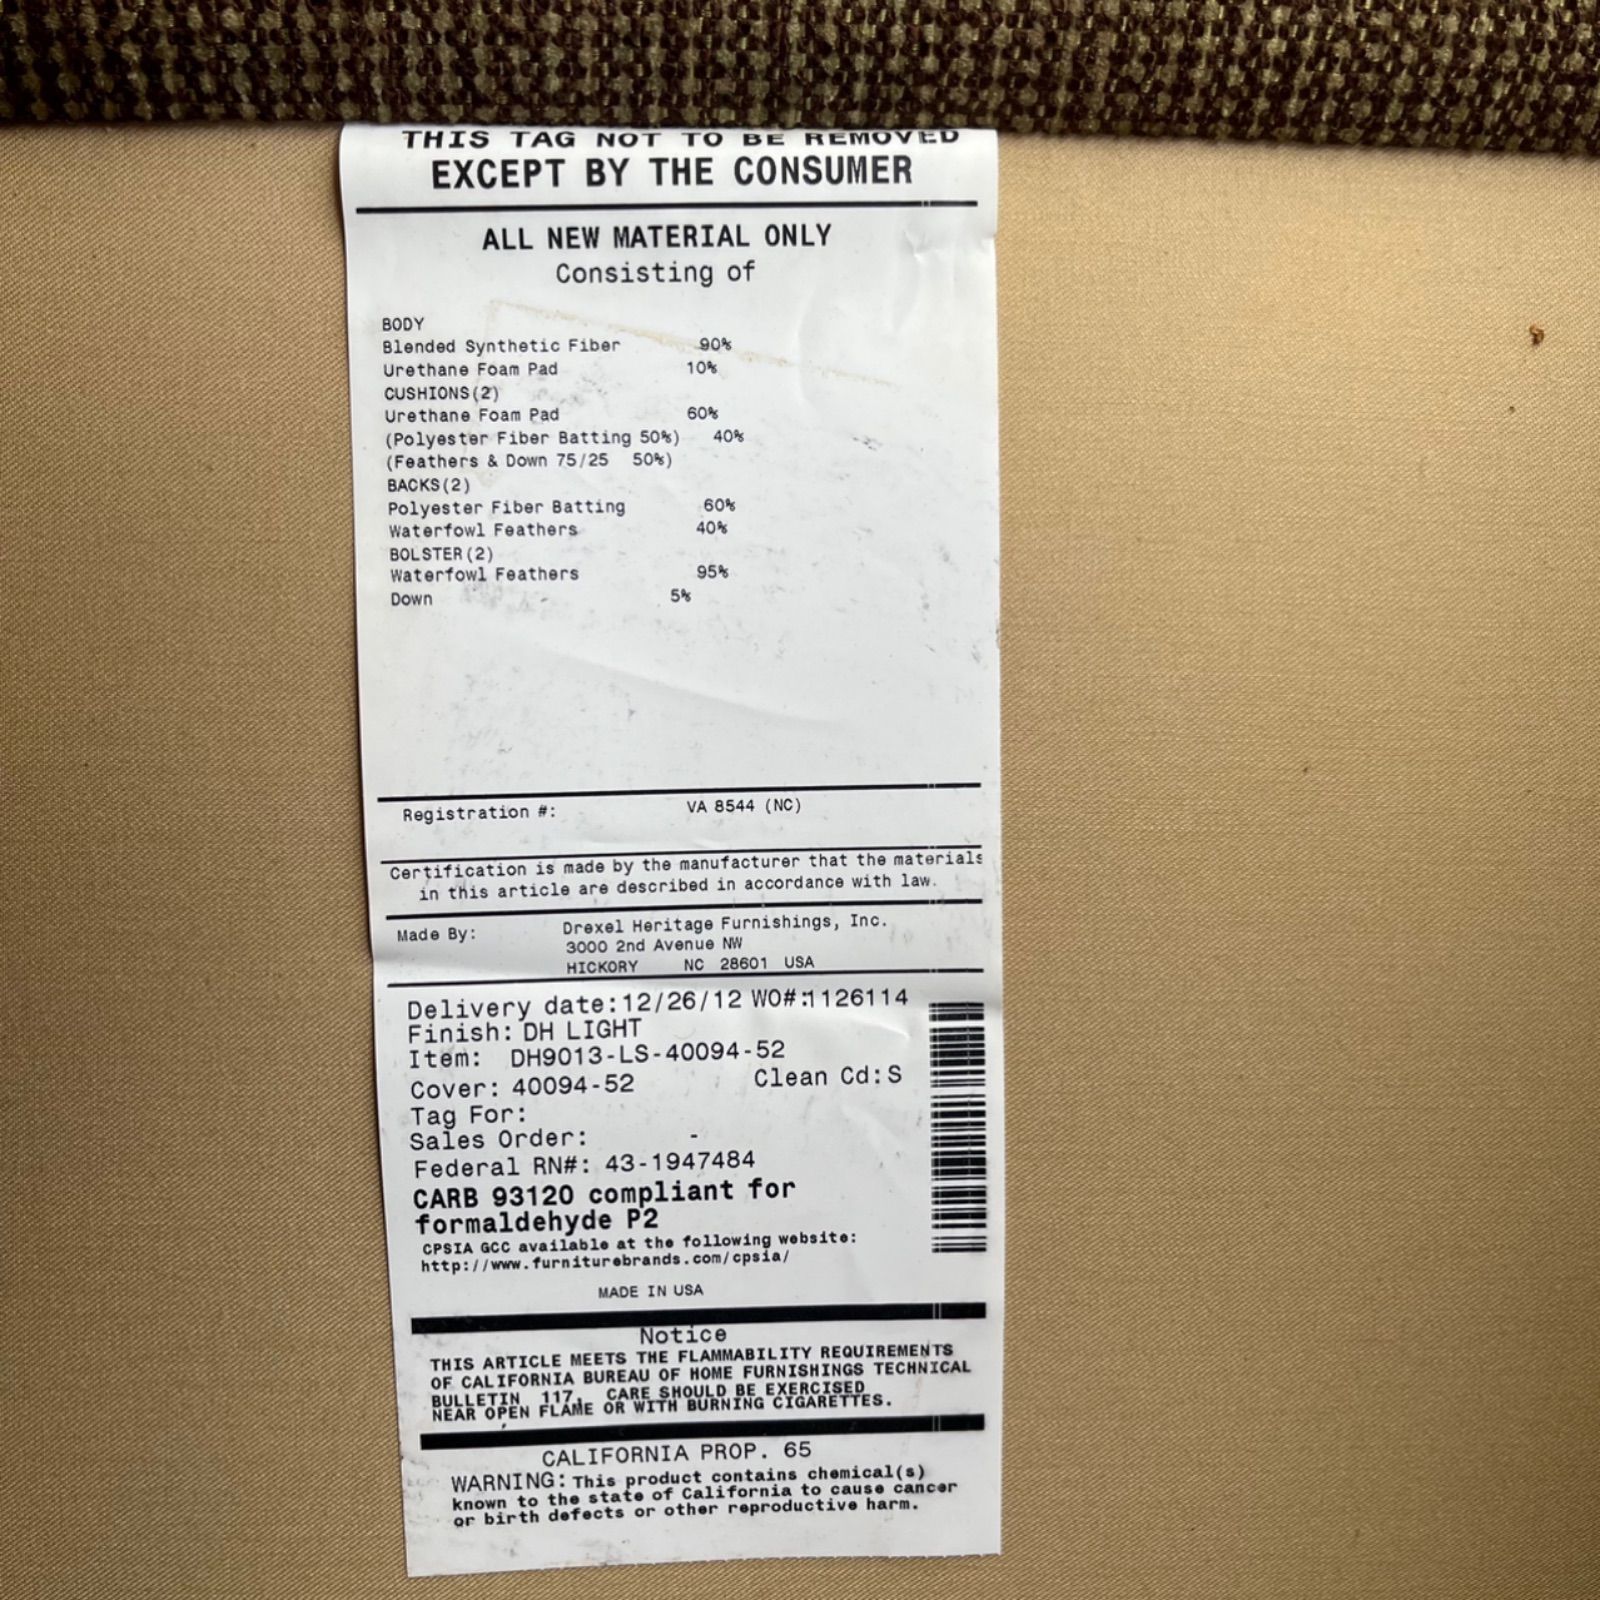 THIS TAG NOT TO BE REMOVED
EXCEPT BY THE CONSUMER
ALL NEW MATERIAL ONLY
Consisting of
BODY
Blended Synthetic Fiber 90%
Urethane Foam Pad 10%
CUSHIONS(2)
Urethane Foam Pad 60%
(Polyester Fiber Batting 50%) 40%
(Feathers & Down 75/25 50%)
BACKS(2)
Polyester Fiber Batting 60%
Waterfowl Feathers 40%
BOLSTER(2)
Waterfowl Feathers 95%
Down 5%
Registration #: VA 8544 (NC)
Certification is made by the manufacturer that the materials
in this article are described in accordance with law.
Made By: Drexel Heritage Furnishings, Inc.
3000 2nd Avenue NW
HICKORY NC 28601 USA
Delivery date:12/26/12 WO#:1126114
Finish: DH LIGHT
Item: DH9013-LS-40094-52
Cover: 40094-52 Clean Cd:S
Tag For:
Sales Order: -
Federal RN#: 43-1947484
CARB 93120 compliant for
formaldehyde P2
CPSIA GCC available at the following website:
http://www.furniturebrands.com/cpsia/
MADE IN USA
Notice
THIS ARTICLE MEETS THE FLAMMABILITY REQUIREMENTS
OF CALIFORNIA BUREAU OF HOME FURNISHINGS TECHNICAL
BULLETIN 117. CARE SHOULD BE EXERCISED
NEAR OPEN FLAME OR WITH BURNING CIGARETTES.
CALIFORNIA PROP. 65
WARNING: This product contains chemical(s)
known to the state of California to cause cancer
or birth defects or other reproductive harm.